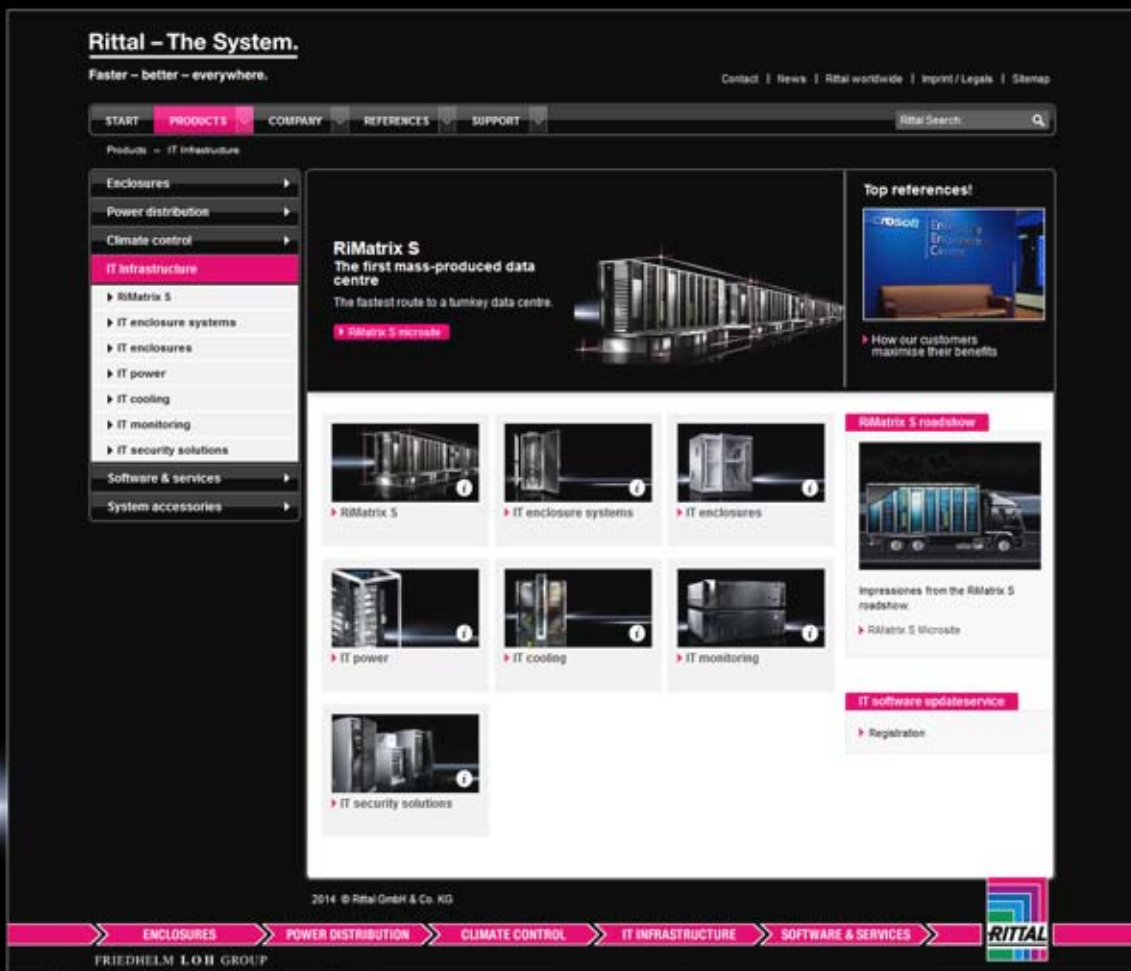 Rittal – The System.
Faster – better – everywhere.
Contact | News | Rittal worldwide | Imprint / Legals | Sitemap
START PRODUCTS COMPANY REFERENCES SUPPORT
Rittal Search:
Products – IT Infrastructure
Enclosures
Power distribution
Climate control
IT Infrastructure
RiMatrix S
IT enclosure systems
IT enclosures
IT power
IT cooling
IT monitoring
IT security solutions
Software & services
System accessories
RiMatrix S
The first mass-produced data
centre
The fastest route to a turnkey data centre.
RiMatrix S microsite
Top references!
crosoft
Center
How our customers
maximise their benefits
RiMatrix S
IT enclosure systems
IT enclosures
IT power
IT cooling
IT monitoring
IT security solutions
RiMatrix S roadshow
Impressiones from the RiMatrix S
roadshow.
RiMatrix S Microsite
IT software updateservice
Registration
2014 © Rittal GmbH & Co. KG
ENCLOSURES POWER DISTRIBUTION CLIMATE CONTROL IT INFRASTRUCTURE SOFTWARE & SERVICES
RITTAL
FRIEDHELM LOH GROUP